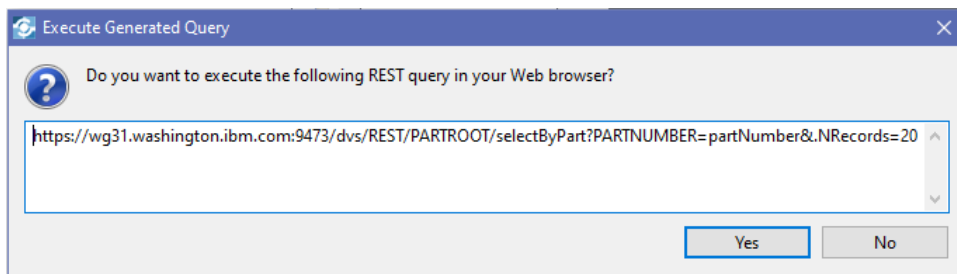 Execute Generated Query
Do you want to execute the following REST query in your Web browser?
https://wg31.washington.ibm.com:9473/dvs/REST/PARTROOT/selectByPart?PARTNUMBER=partNumber&.NRecords=20
Yes
No